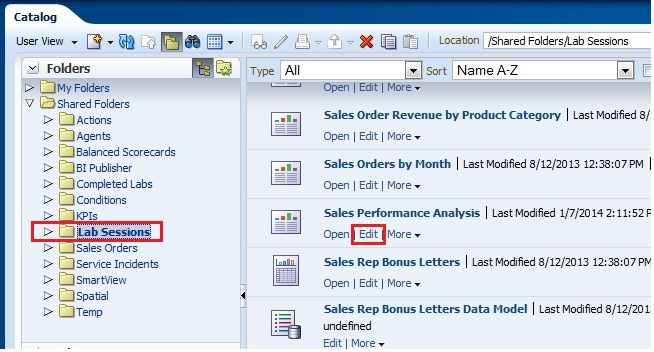 Catalog
User View
Location /Shared Folders/Lab Sessions
Folders
My Folders
Shared Folders
Actions
Agents
Balanced Scorecards
BI Publisher
Completed Labs
Conditions
KPIs
Lab Sessions
Sales Orders
Service Incidents
SmartView
Spatial
Temp
Type All Sort Name A-Z
Open | Edit | More
Sales Order Revenue by Product Category | Last Modified 8/
Open | Edit | More
Sales Orders by Month | Last Modified 8/12/2013 12:38:07 PM
Open | Edit | More
Sales Performance Analysis | Last Modified 1/7/2014 2:11:52 P
Open | Edit | More
Sales Rep Bonus Letters | Last Modified 8/12/2013 12:38:07
Open | Edit | More
Sales Rep Bonus Letters Data Model | Last Modified 8/12/
undefined
Edit | More